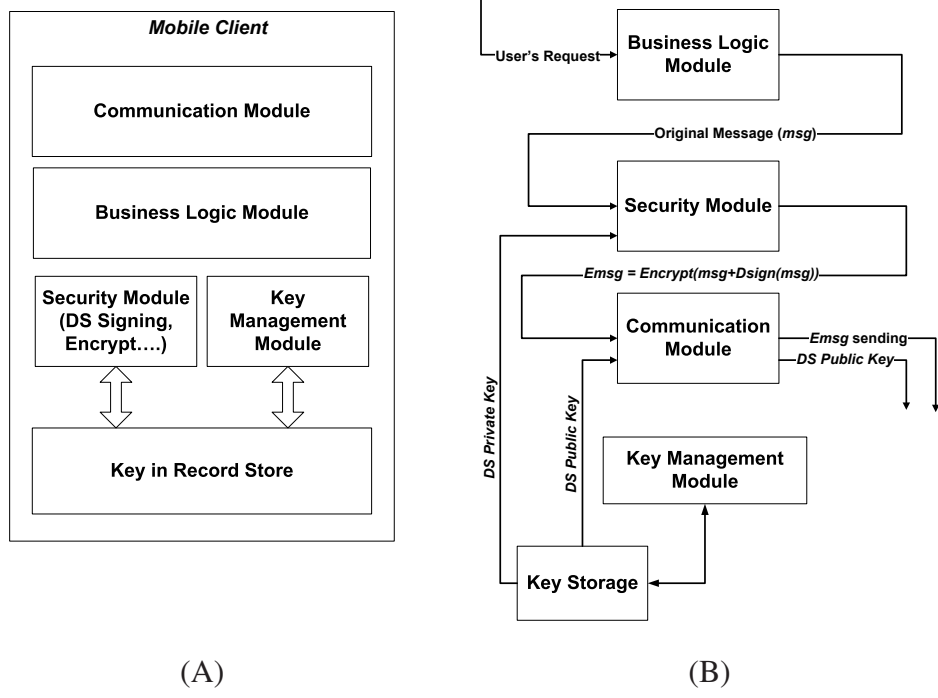 Mobile Client
Communication Module
Business Logic Module
Security Module
(DS Signing,
Encrypt....)
Key
Management
Module
Key in Record Store
(A)
User's Request
Business Logic
Module
Original Message (msg)
Security Module
Emsg = Encrypt(msg+Dsign(msg))
Communication
Module
Emsg sending
DS Public Key
DS Private Key
DS Public Key
Key Management
Module
Key Storage
(B)